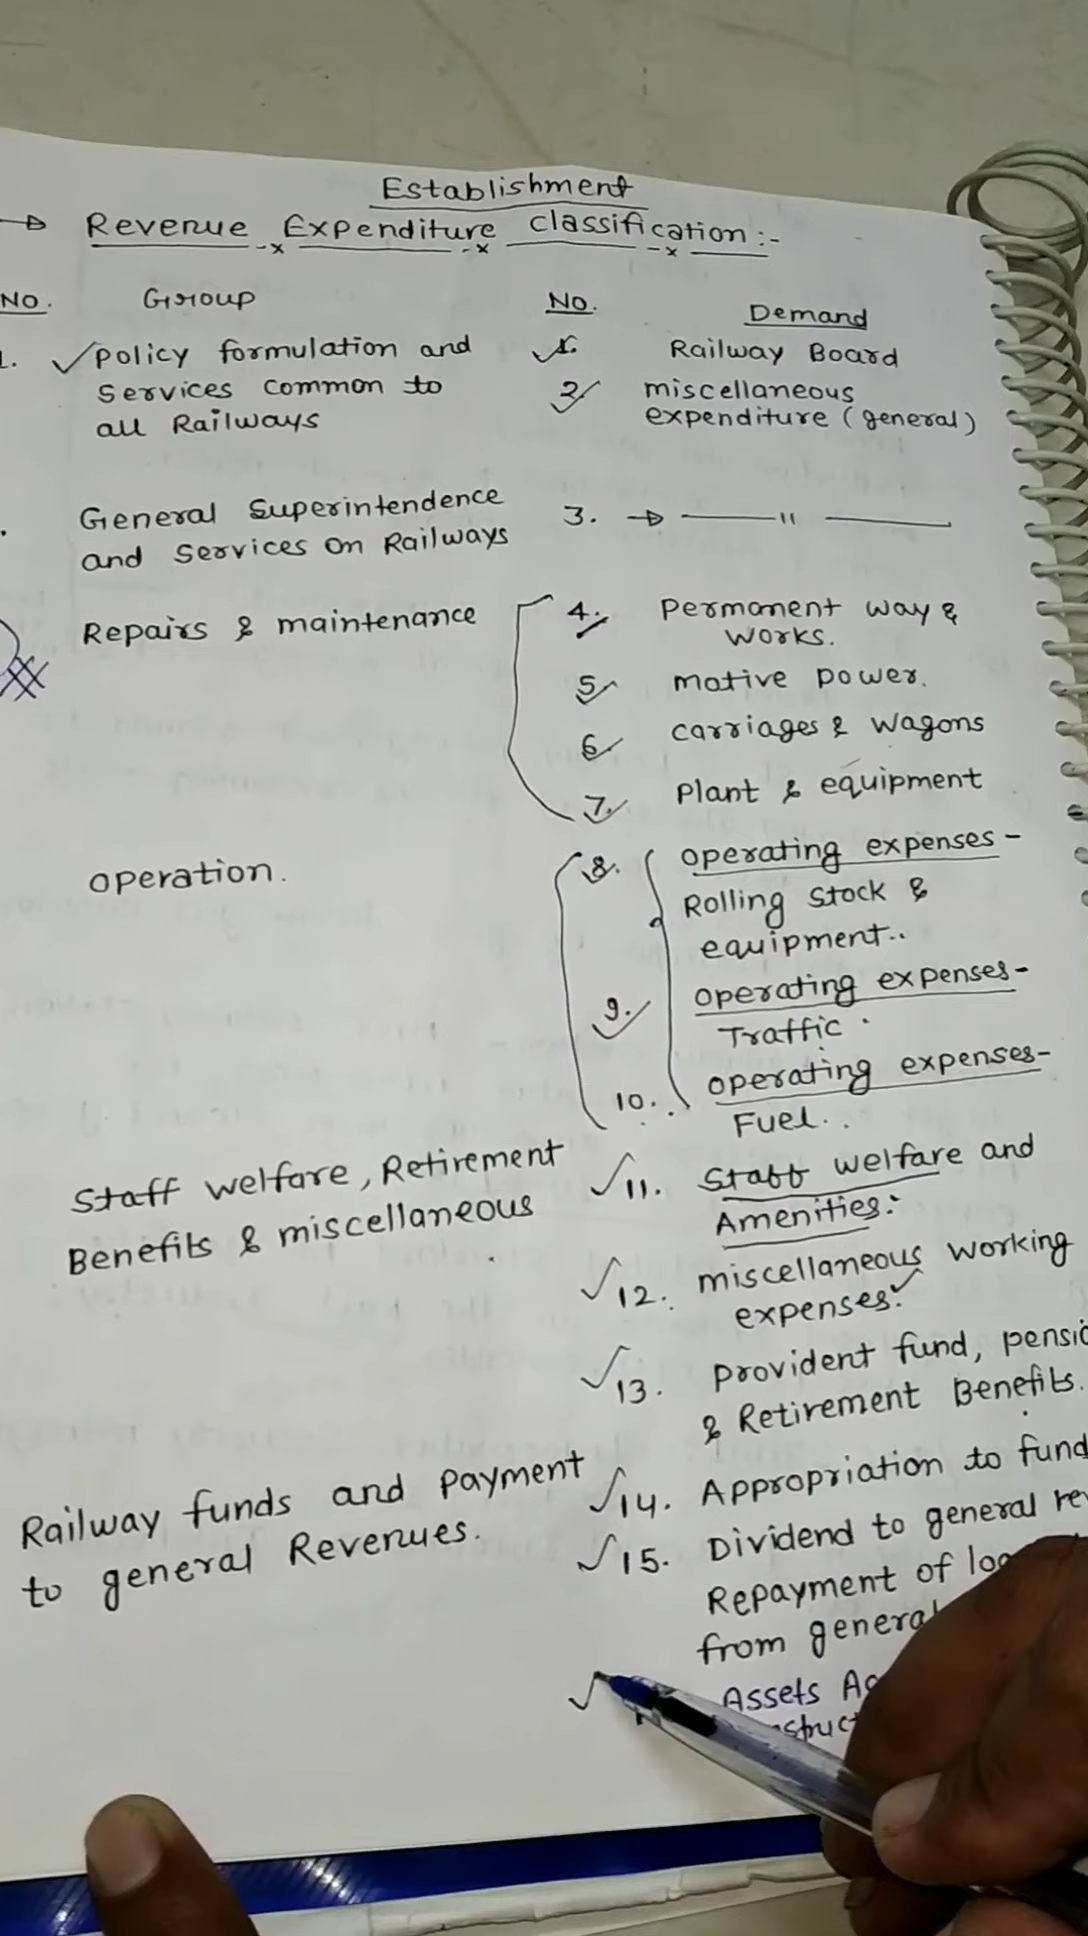 Establishment
Revenue Expenditure classification:-
No. Group No. Demand
1. policy formulation and 1. Railway Board
Services common to 2. miscellaneous
all Railways expenditure (general)
General Superintendence 3. → —— " ——
and Services on Railways
Repairs & maintenance 4. Permanent way &
works.
5. motive power.
6. carriages & wagons
7. Plant & equipment
operation. 8. operating expenses-
Rolling stock &
equipment..
9. operating expenses-
Traffic.
10. operating expenses-
Fuel..
Staff welfare, Retirement 11. Staff welfare and
Benefits & miscellaneous Amenities:
12. miscellaneous working
expenses.
13. provident fund,
& Retirement Benefits.
Railway funds and payment 14. Appropriation to fund
to general Revenues. 15. Dividend to general
Repayment of
from
Assets